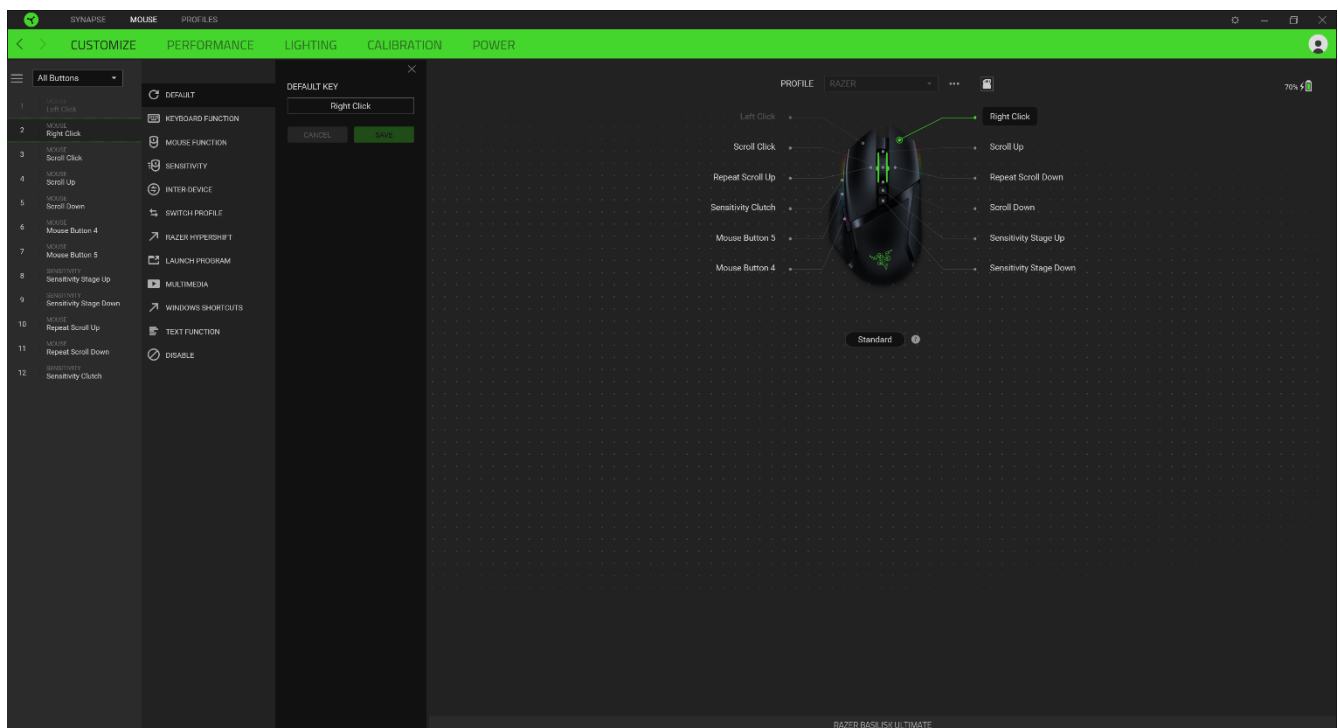 SYNAPSE MOUSE PROFILES
CUSTOMIZE PERFORMANCE LIGHTING CALIBRATION POWER
All Buttons
1 MOUSE
Left Click
2 MOUSE
Right Click
3 MOUSE
Scroll Click
4 MOUSE
Scroll Up
5 MOUSE
Scroll Down
6 MOUSE
Mouse Button 4
7 MOUSE
Mouse Button 5
8 SENSITIVITY
Sensitivity Stage Up
9 SENSITIVITY
Sensitivity Stage Down
10 MOUSE
Repeat Scroll Up
11 MOUSE
Repeat Scroll Down
12 SENSITIVITY
Sensitivity Clutch
DEFAULT
KEYBOARD FUNCTION
MOUSE FUNCTION
SENSITIVITY
INTER-DEVICE
SWITCH PROFILE
RAZER HYPERSHIFT
LAUNCH PROGRAM
MULTIMEDIA
WINDOWS SHORTCUTS
TEXT FUNCTION
DISABLE
DEFAULT KEY
Right Click
CANCEL SAVE
PROFILE RAZER
70%
Left Click
Scroll Click
Repeat Scroll Up
Sensitivity Clutch
Mouse Button 5
Mouse Button 4
Right Click
Scroll Up
Repeat Scroll Down
Scroll Down
Sensitivity Stage Up
Sensitivity Stage Down
Standard
RAZER BASILISK ULTIMATE